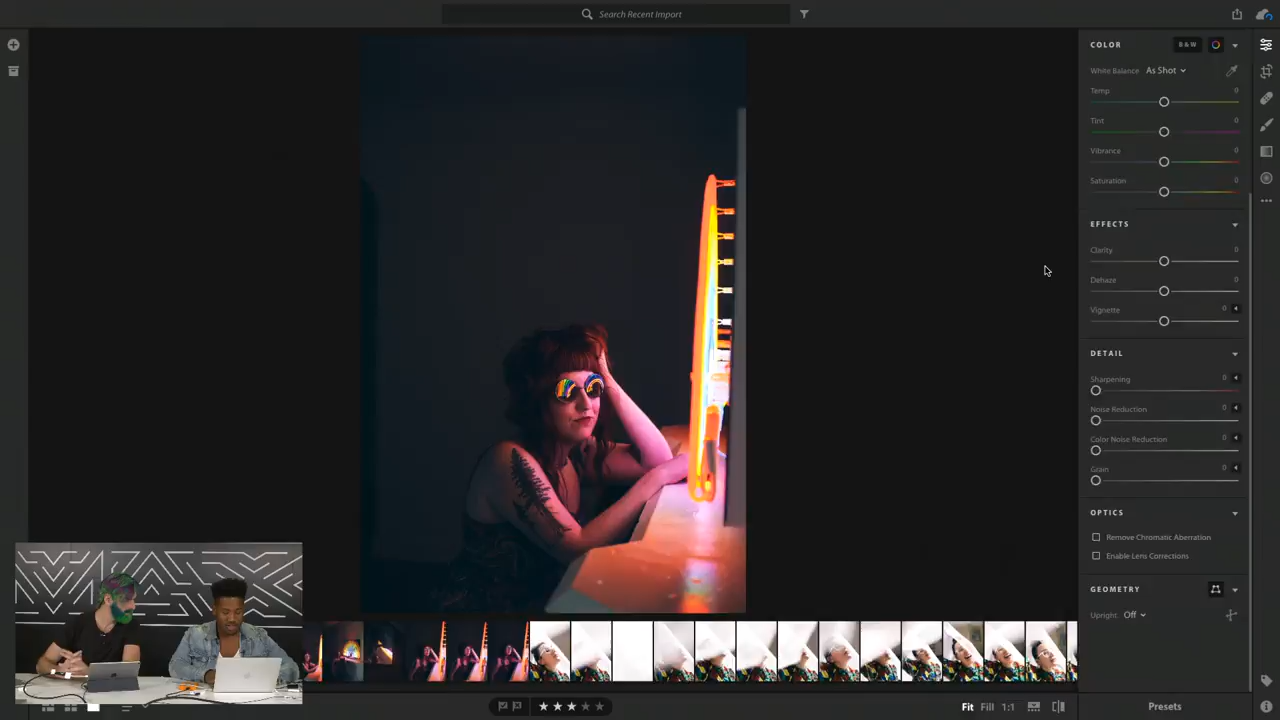 Search Recent Import
COLOR
B&W
White Balance As Shot
Temp 0
Tint 0
Vibrance 0
Saturation 0
EFFECTS
Clarity 0
Dehaze 0
Vignette 0
DETAIL
Sharpening 0
Noise Reduction 0
Color Noise Reduction 0
Grain 0
OPTICS
Remove Chromatic Aberration
Enable Lens Corrections
GEOMETRY
Upright: Off
Fit Fill 1:1
Presets